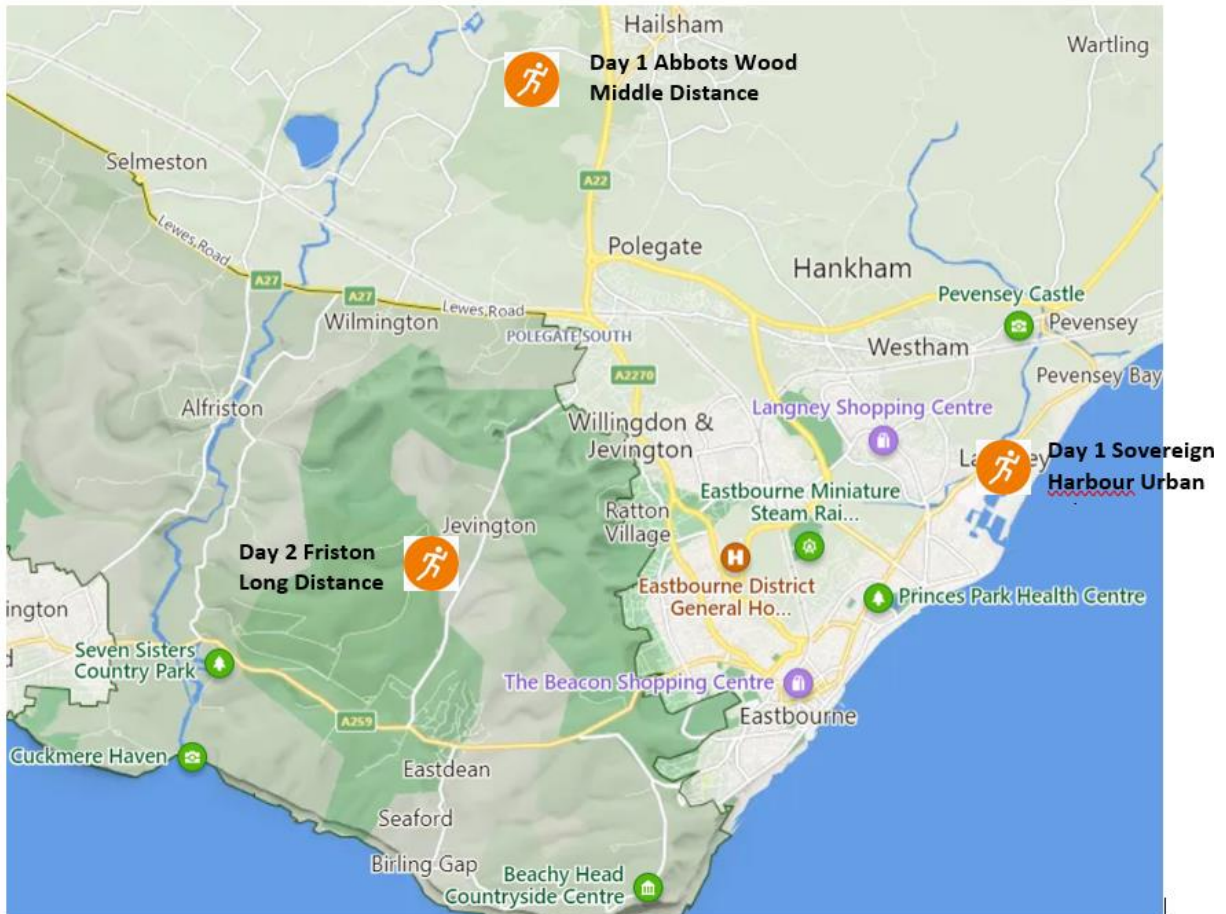 Hailsham
Wartling
Day 1 Abbots Wood
Middle Distance
Selmeston
A22
Lewes Road
Polegate
Hankham
A27
A27
Pevensey Castle
Wilmington
Lewes Road
POLEGATE SOUTH
Pevensey
Westham
A2270
Pevensey Bay
Alfriston
Willingdon &
Jevington
Langney Shopping Centre
Day 1 Sovereign
Harbour Urban
Eastbourne Miniature
Steam Rai...
Ratton
Village
Jevington
Day 2 Friston
Long Distance
H
Eastbourne District
General Ho...
Princes Park Health Centre
ington
d
Seven Sisters
Country Park
The Beacon Shopping Centre
A259
Eastbourne
Cuckmere Haven
Eastdean
Seaford
Birling Gap
Beachy Head
Countryside Centre